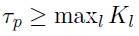 τ_p ≥ max_l K_l